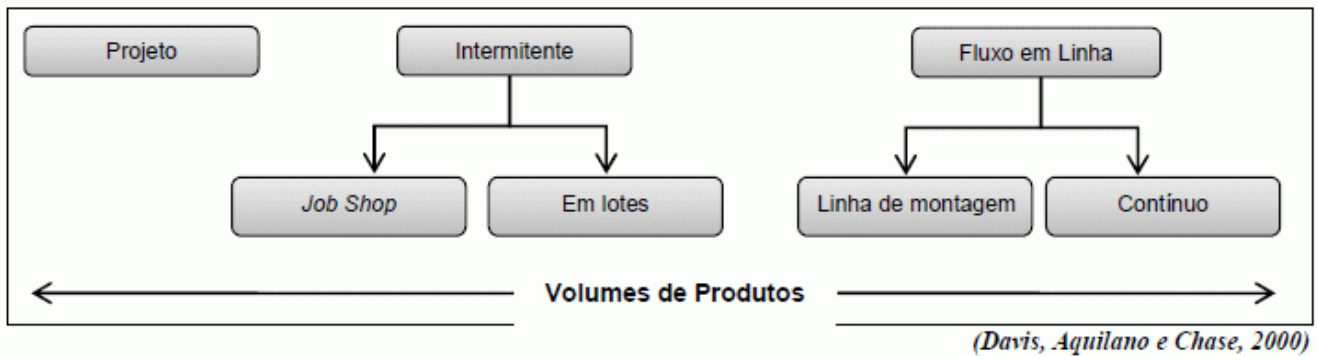 Projeto
Intermitente
Fluxo em Linha
Job Shop
Em lotes
Linha de montagem
Contínuo
Volumes de Produtos
(Davis, Aquilano e Chase, 2000)